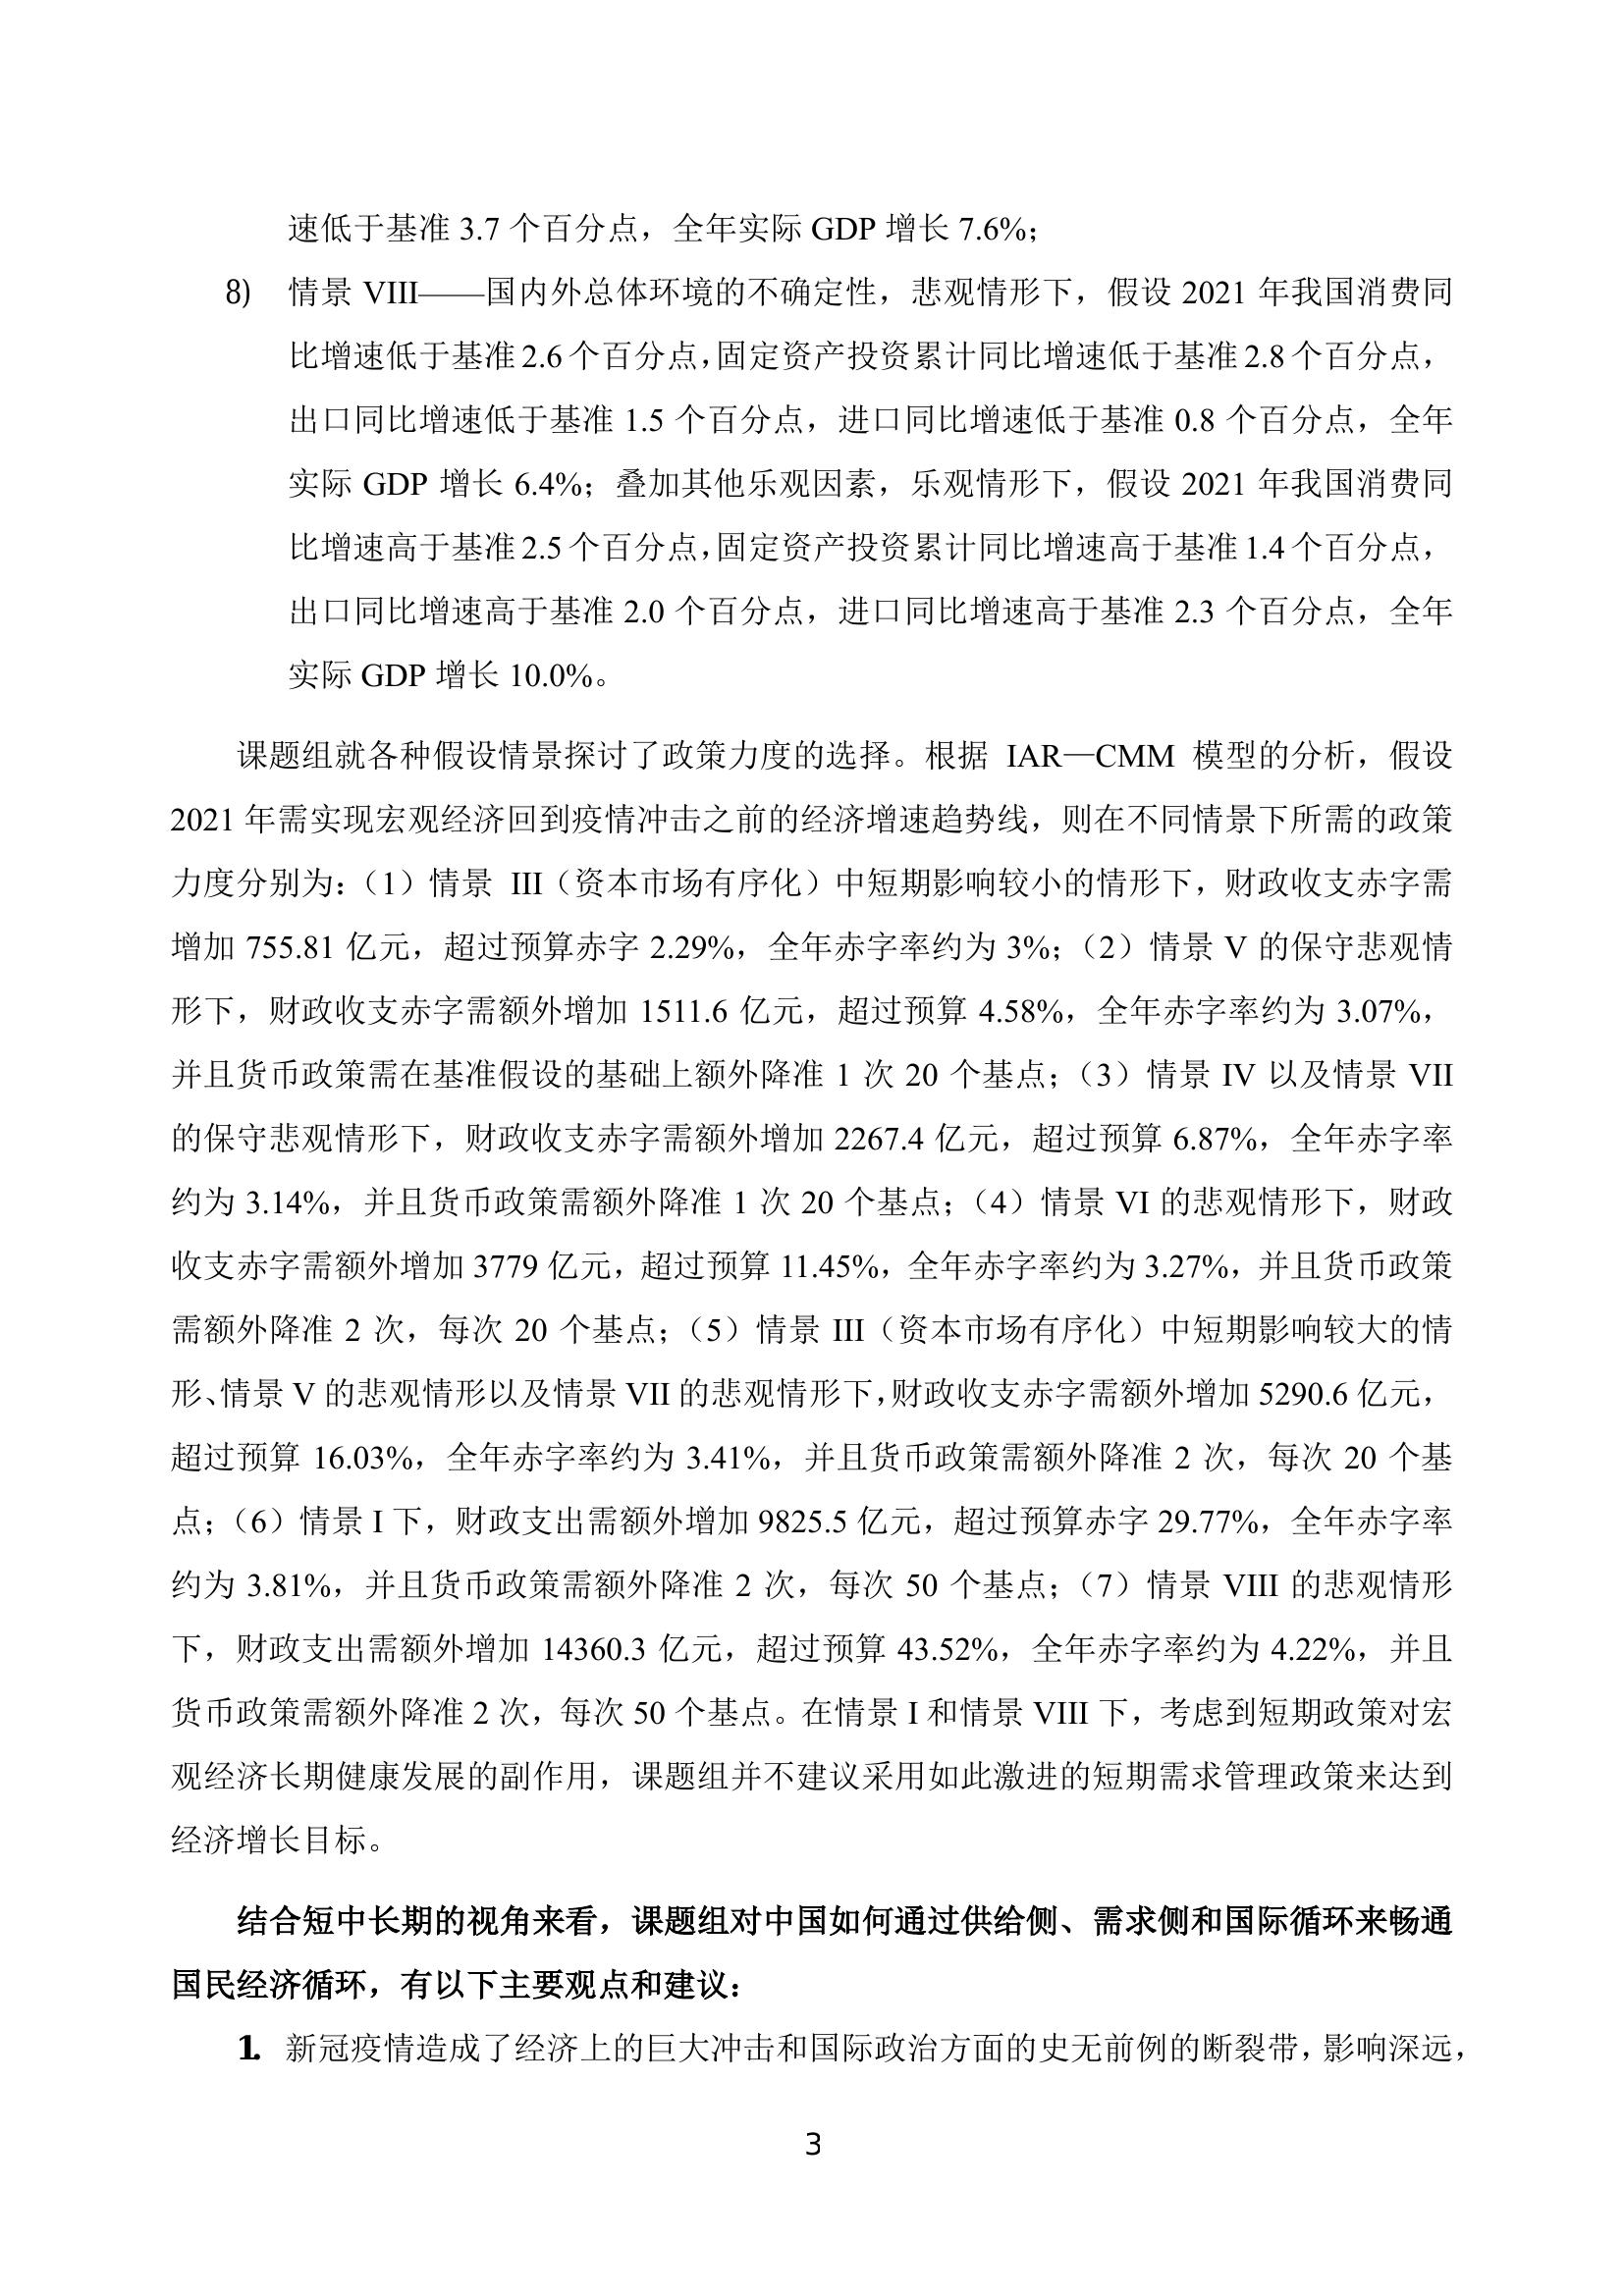 速低于基准 3.7 个百分点，全年实际 GDP 增长 7.6%；
8) 情景 VIII——国内外总体环境的不确定性，悲观情形下，假设 2021 年我国消费同
比增速低于基准 2.6 个百分点，固定资产投资累计同比增速低于基准 2.8 个百分点，
出口同比增速低于基准 1.5 个百分点，进口同比增速低于基准 0.8 个百分点，全年
实际 GDP 增长 6.4%；叠加其他乐观因素，乐观情形下，假设 2021 年我国消费同
比增速高于基准 2.5 个百分点，固定资产投资累计同比增速高于基准 1.4 个百分点，
出口同比增速高于基准 2.0 个百分点，进口同比增速高于基准 2.3 个百分点，全年
实际 GDP 增长 10.0%。
课题组就各种假设情景探讨了政策力度的选择。根据 IAR—CMM 模型的分析，假设
2021 年需实现宏观经济回到疫情冲击之前的经济增速趋势线，则在不同情景下所需的政策
力度分别为：（1）情景 III（资本市场有序化）中短期影响较小的情形下，财政收支赤字需
增加 755.81 亿元，超过预算赤字 2.29%，全年赤字率约为 3%；（2）情景 V 的保守悲观情
形下，财政收支赤字需额外增加 1511.6 亿元，超过预算 4.58%，全年赤字率约为 3.07%，
并且货币政策需在基准假设的基础上额外降准 1 次 20 个基点；（3）情景 IV 以及情景 VII
的保守悲观情形下，财政收支赤字需额外增加 2267.4 亿元，超过预算 6.87%，全年赤字率
约为 3.14%，并且货币政策需额外降准 1 次 20 个基点；（4）情景 VI 的悲观情形下，财政
收支赤字需额外增加 3779 亿元，超过预算 11.45%，全年赤字率约为 3.27%，并且货币政策
需额外降准 2 次，每次 20 个基点；（5）情景 III（资本市场有序化）中短期影响较大的情
形、情景 V 的悲观情形以及情景 VII 的悲观情形下，财政收支赤字需额外增加 5290.6 亿元，
超过预算 16.03%，全年赤字率约为 3.41%，并且货币政策需额外降准 2 次，每次 20 个基
点；（6）情景 I 下，财政支出需额外增加 9825.5 亿元，超过预算赤字 29.77%，全年赤字率
约为 3.81%，并且货币政策需额外降准 2 次，每次 50 个基点；（7）情景 VIII 的悲观情形
下，财政支出需额外增加 14360.3 亿元，超过预算 43.52%，全年赤字率约为 4.22%，并且
货币政策需额外降准 2 次，每次 50 个基点。在情景 I 和情景 VIII 下，考虑到短期政策对宏
观经济长期健康发展的副作用，课题组并不建议采用如此激进的短期需求管理政策来达到
经济增长目标。
结合短中长期的视角来看，课题组对中国如何通过供给侧、需求侧和国际循环来畅通
国民经济循环，有以下主要观点和建议：
1. 新冠疫情造成了经济上的巨大冲击和国际政治方面的史无前例的断裂带，影响深远，
3